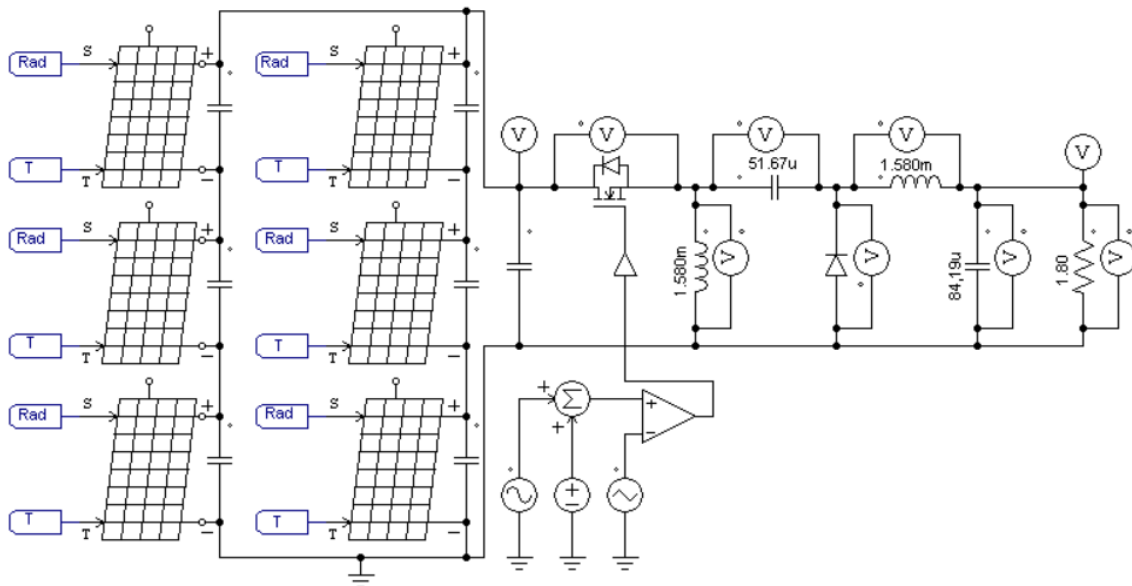 Rad S + Rad S +
T T − T T −
Rad S + Rad S +
T T − T T −
Rad S + Rad S +
T T − T T −
V V V V V
51.67u 1.580m
1.580m V V 84,19u V 1.80 V
+ Σ + −
+
+ −